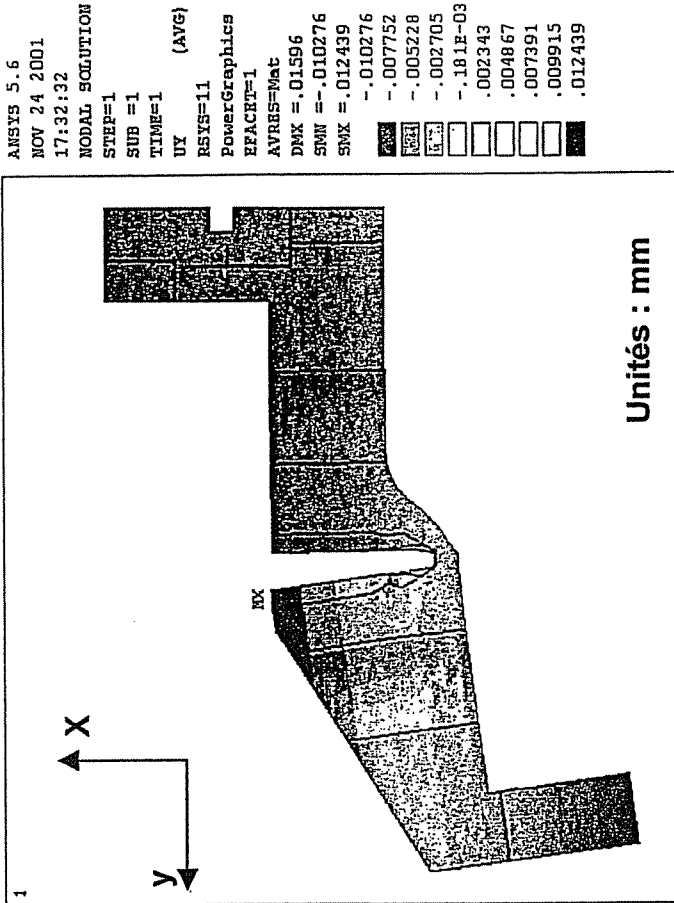 1
ANSYS 5.6
NOV 24 2001
17:32:32
NODAL SOLUTION
STEP=1
SUB =1
TIME=1
UY (AVG)
RSYS=11
PowerGraphics
EFACET=1
AVRES=Mat
DMX =.01596
SMN =-.010276
SMX =.012439
-.010276
-.007752
-.005228
-.002705
-.181E-03
.002343
.004867
.007391
.009915
.012439
X
y
MX
Unités : mm